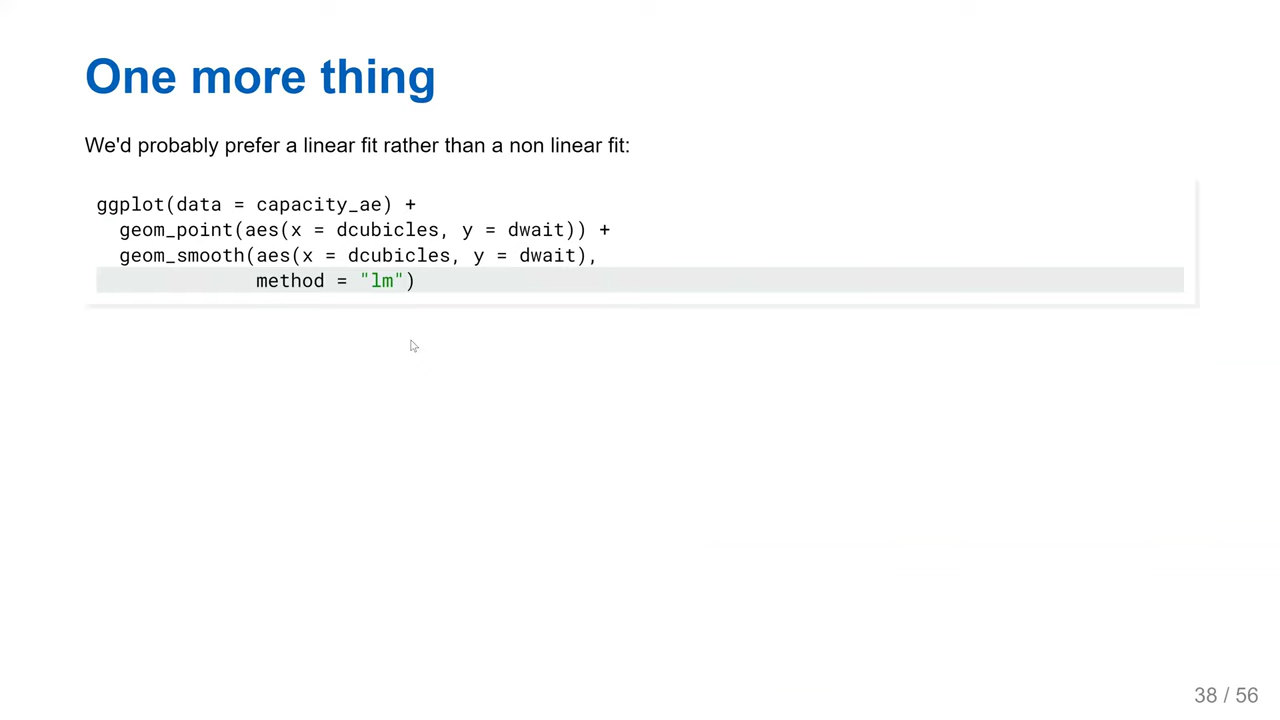 One more thing
We'd probably prefer a linear fit rather than a non linear fit:
ggplot(data = capacity_ae) +
  geom_point(aes(x = dcubicles, y = dwait)) +
  geom_smooth(aes(x = dcubicles, y = dwait),
              method = "lm")
38 / 56